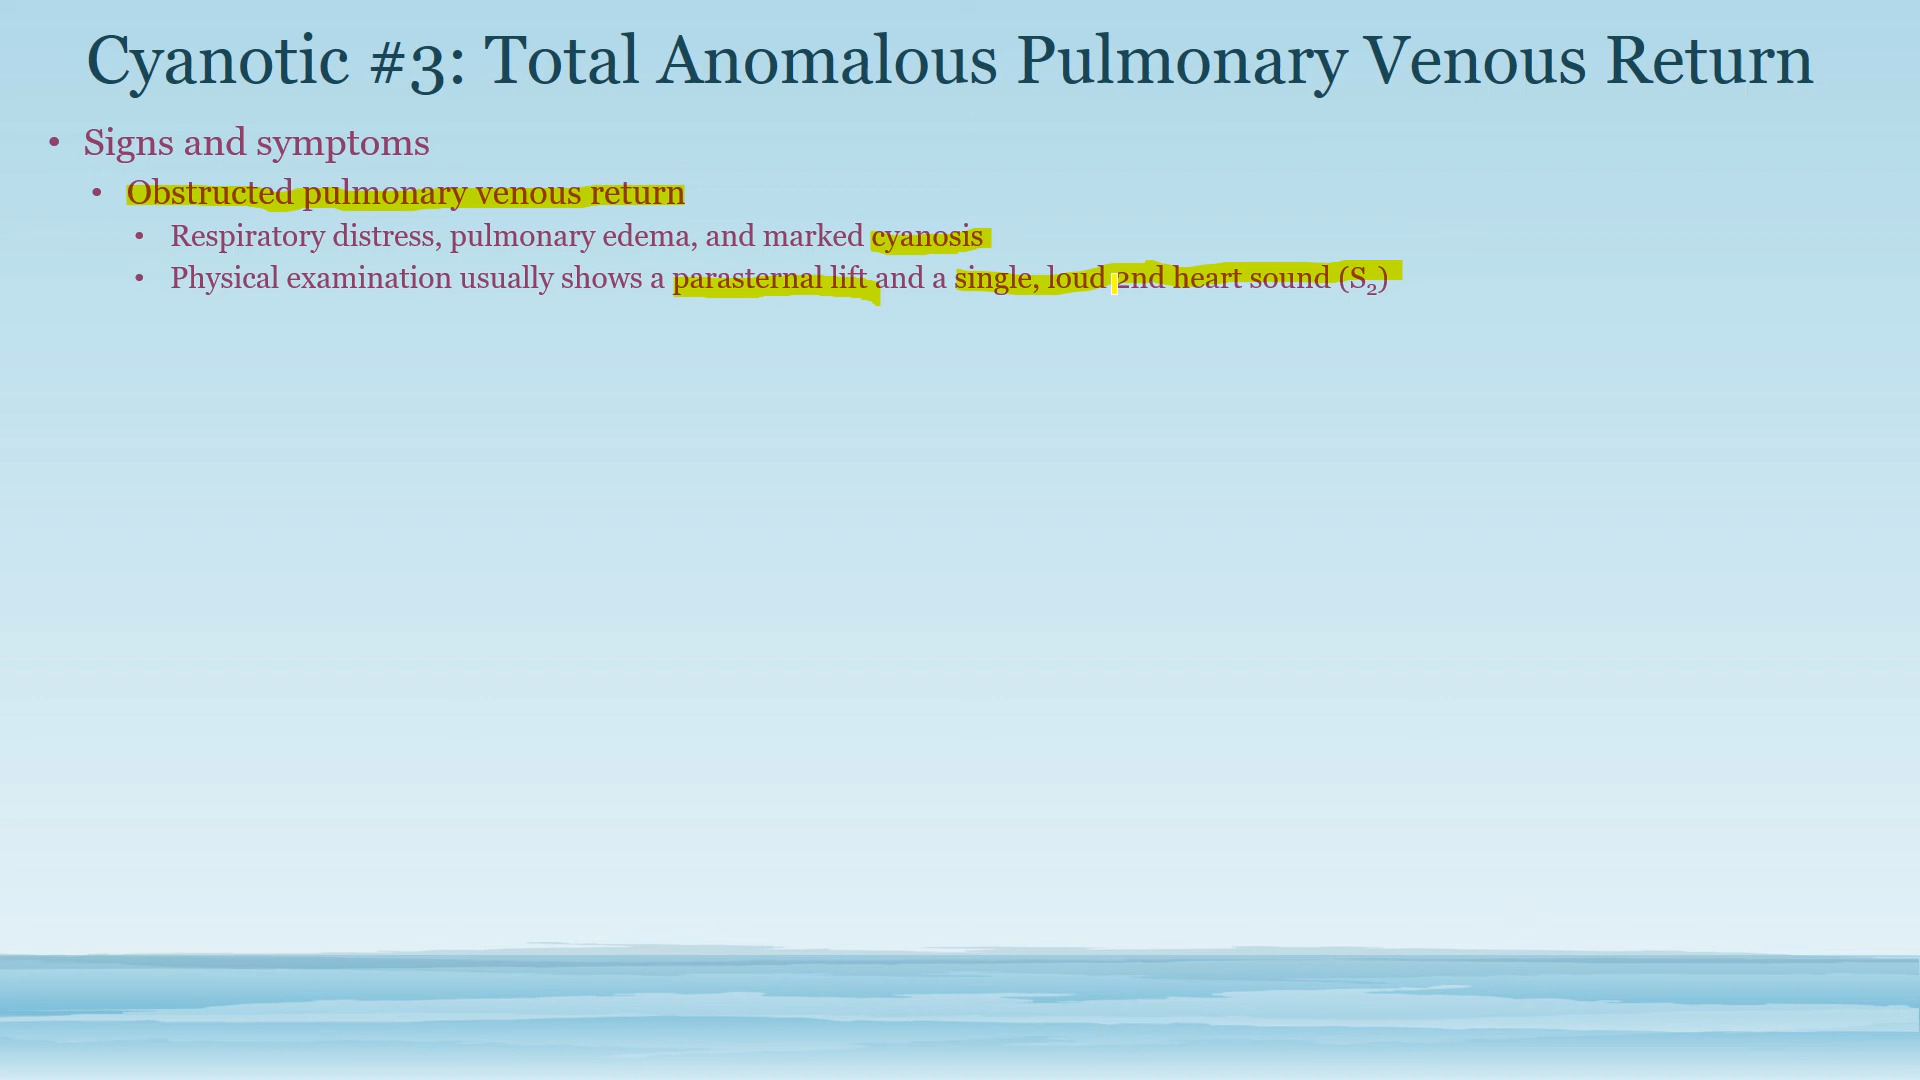 Cyanotic #3: Total Anomalous Pulmonary Venous Return
• Signs and symptoms
• Obstructed pulmonary venous return
• Respiratory distress, pulmonary edema, and marked cyanosis
• Physical examination usually shows a parasternal lift and a single, loud 2nd heart sound (S₂)